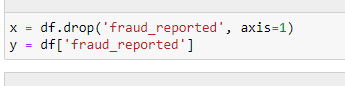 x = df.drop('fraud_reported', axis=1)
y = df['fraud_reported']